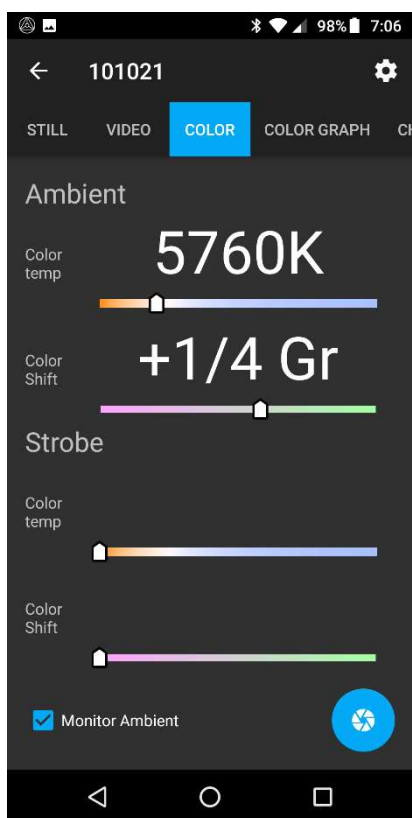 98% 7:06
101021
STILL VIDEO COLOR COLOR GRAPH
Ambient
Color
temp
5760K
Color
Shift
+1/4 Gr
Strobe
Color
temp
Color
Shift
Monitor Ambient